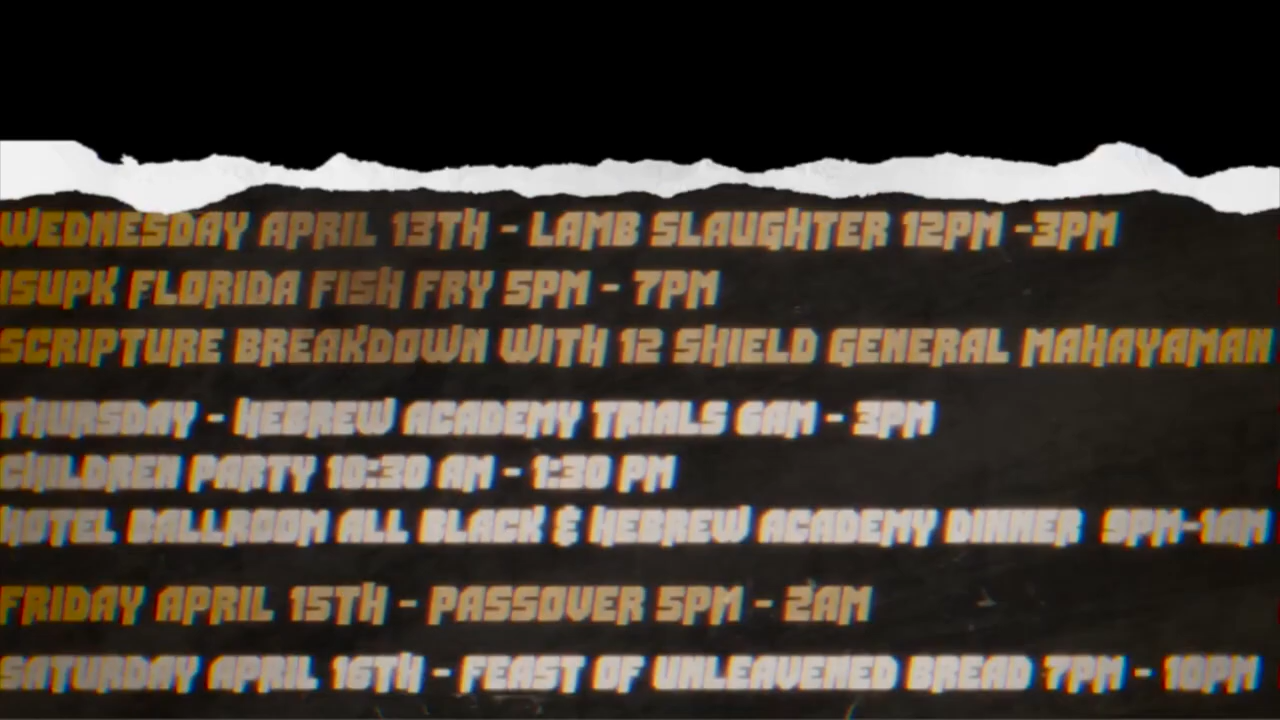 WEDNESDAY APRIL 13TH - LAMB SLAUGHTER 12PM -3PM
ISUPK FLORIDA FISH FRY 5PM - 7PM
SCRIPTURE BREAKDOWN WITH 12 SHIELD GENERAL MAHAYAMAN
THURSDAY - HEBREW ACADEMY TRIALS 6AM - 3PM
CHILDREN PARTY 10:30 AM - 1:30 PM
HOTEL BALLROOM ALL BLACK & HEBREW ACADEMY DINNER 9PM-1AM
FRIDAY APRIL 15TH - PASSOVER 5PM - 2AM
SATURDAY APRIL 16TH - FEAST OF UNLEAVENED BREAD 7PM - 10PM